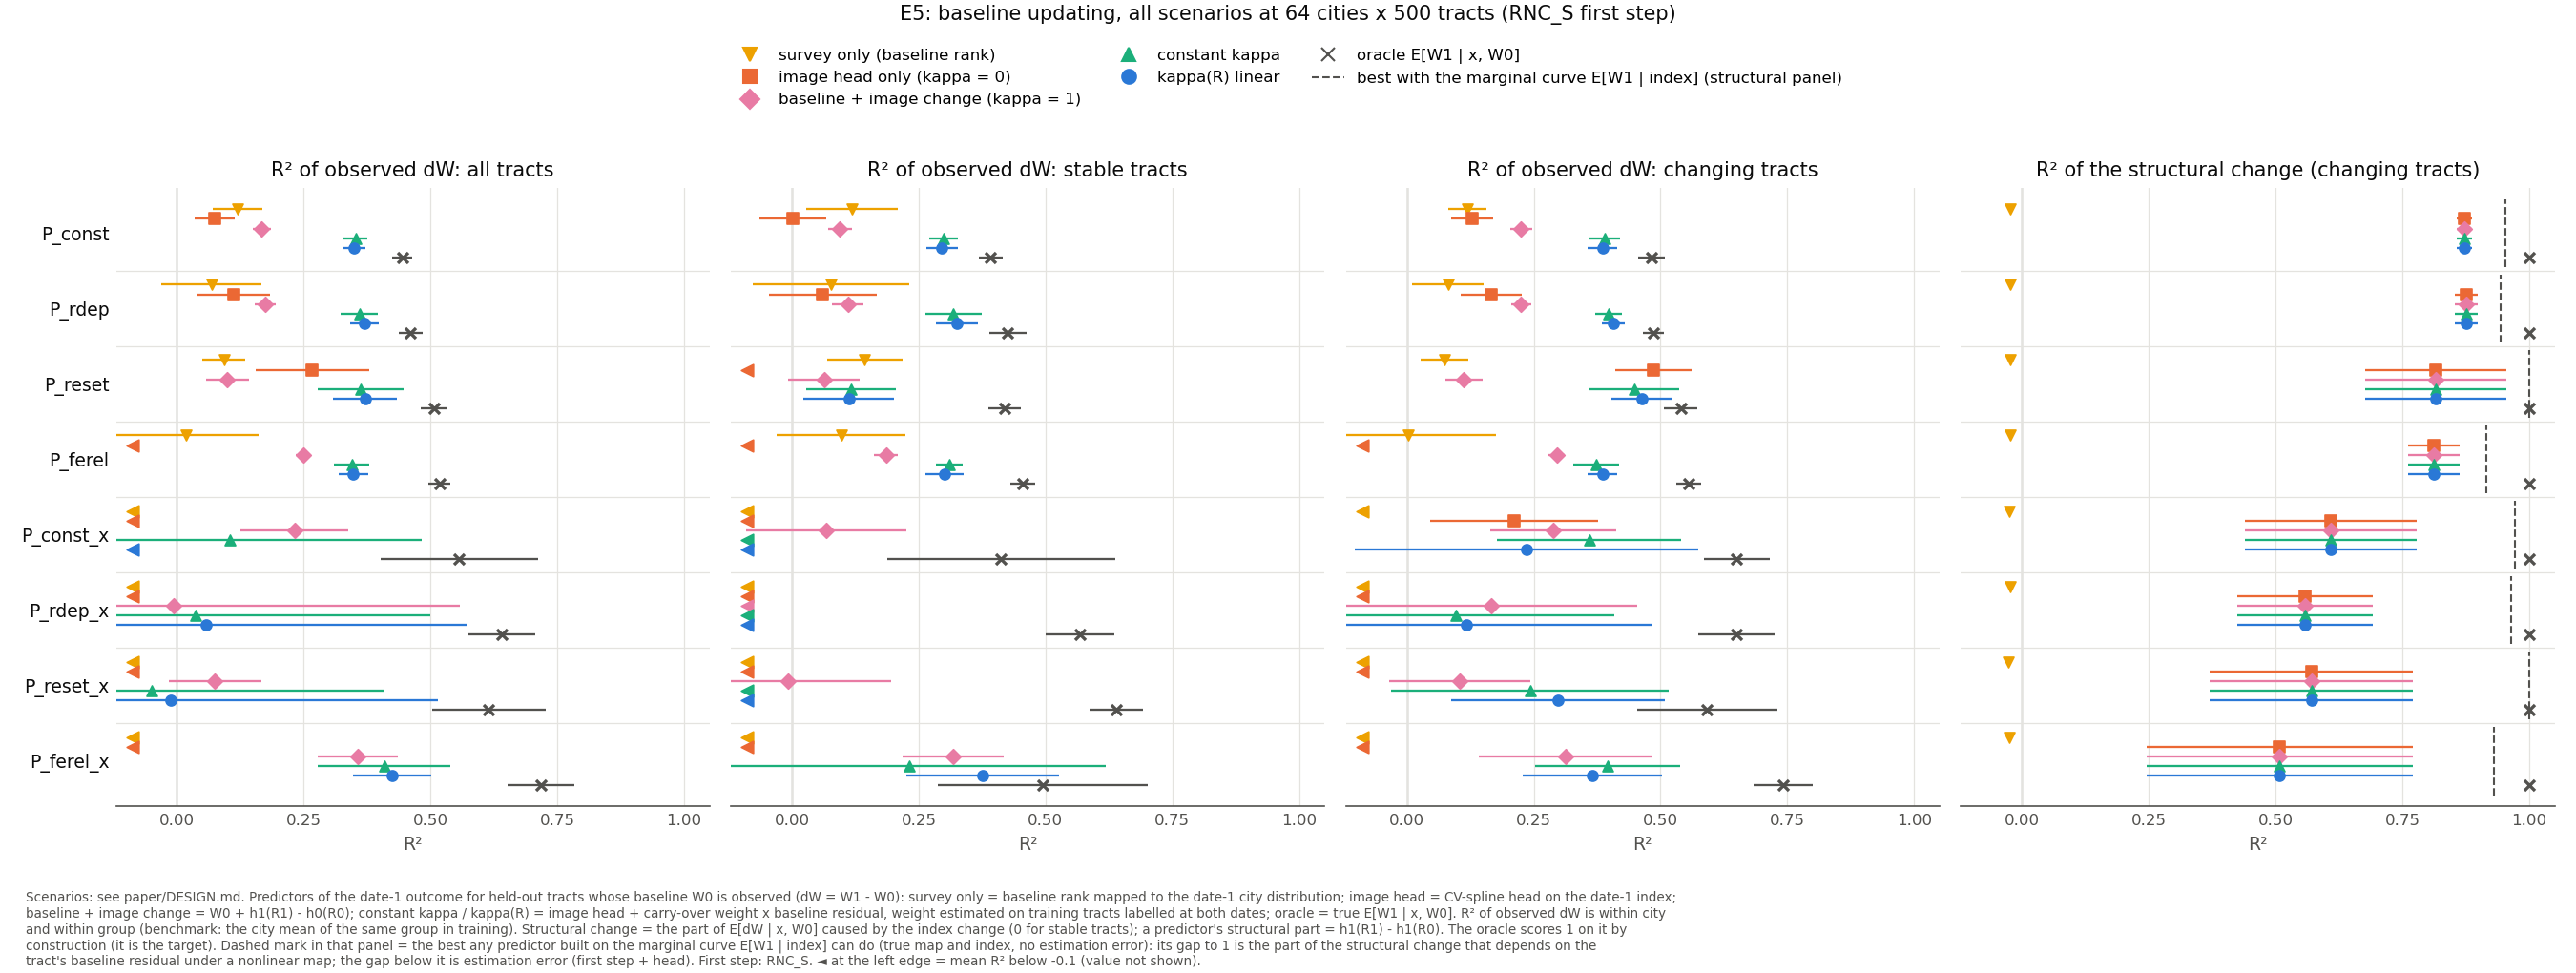 E5: baseline updating, all scenarios at 64 cities x 500 tracts (RNC_S first step)
survey only (baseline rank)
image head only (kappa = 0)
baseline + image change (kappa = 1)
constant kappa
kappa(R) linear
oracle E[W1 | x, W0]
best with the marginal curve E[W1 | index] (structural panel)
R² of observed dW: all tracts
R² of observed dW: stable tracts
R² of observed dW: changing tracts
R² of the structural change (changing tracts)
P_const
P_rdep
P_reset
P_ferel
P_const_x
P_rdep_x
P_reset_x
P_ferel_x
0.00 0.25 0.50 0.75 1.00
0.00 0.25 0.50 0.75 1.00
0.00 0.25 0.50 0.75 1.00
0.00 0.25 0.50 0.75 1.00
R² R² R² R²
Scenarios: see paper/DESIGN.md. Predictors of the date-1 outcome for held-out tracts whose baseline W0 is observed (dW = W1 - W0): survey only = baseline rank mapped to the date-1 city distribution; image head = CV-spline head on the date-1 index;
baseline + image change = W0 + h1(R1) - h0(R0); constant kappa / kappa(R) = image head + carry-over weight x baseline residual, weight estimated on training tracts labelled at both dates; oracle = true E[W1 | x, W0]. R² of observed dW is within city
and within group (benchmark: the city mean of the same group in training). Structural change = the part of E[dW | x, W0] caused by the index change (0 for stable tracts); a predictor's structural part = h1(R1) - h1(R0). The oracle scores 1 on it by
construction (it is the target). Dashed mark in that panel = the best any predictor built on the marginal curve E[W1 | index] can do (true map and index, no estimation error): its gap to 1 is the part of the structural change that depends on the
tract's baseline residual under a nonlinear map; the gap below it is estimation error (first step + head). First step: RNC_S. ◄ at the left edge = mean R² below -0.1 (value not shown).